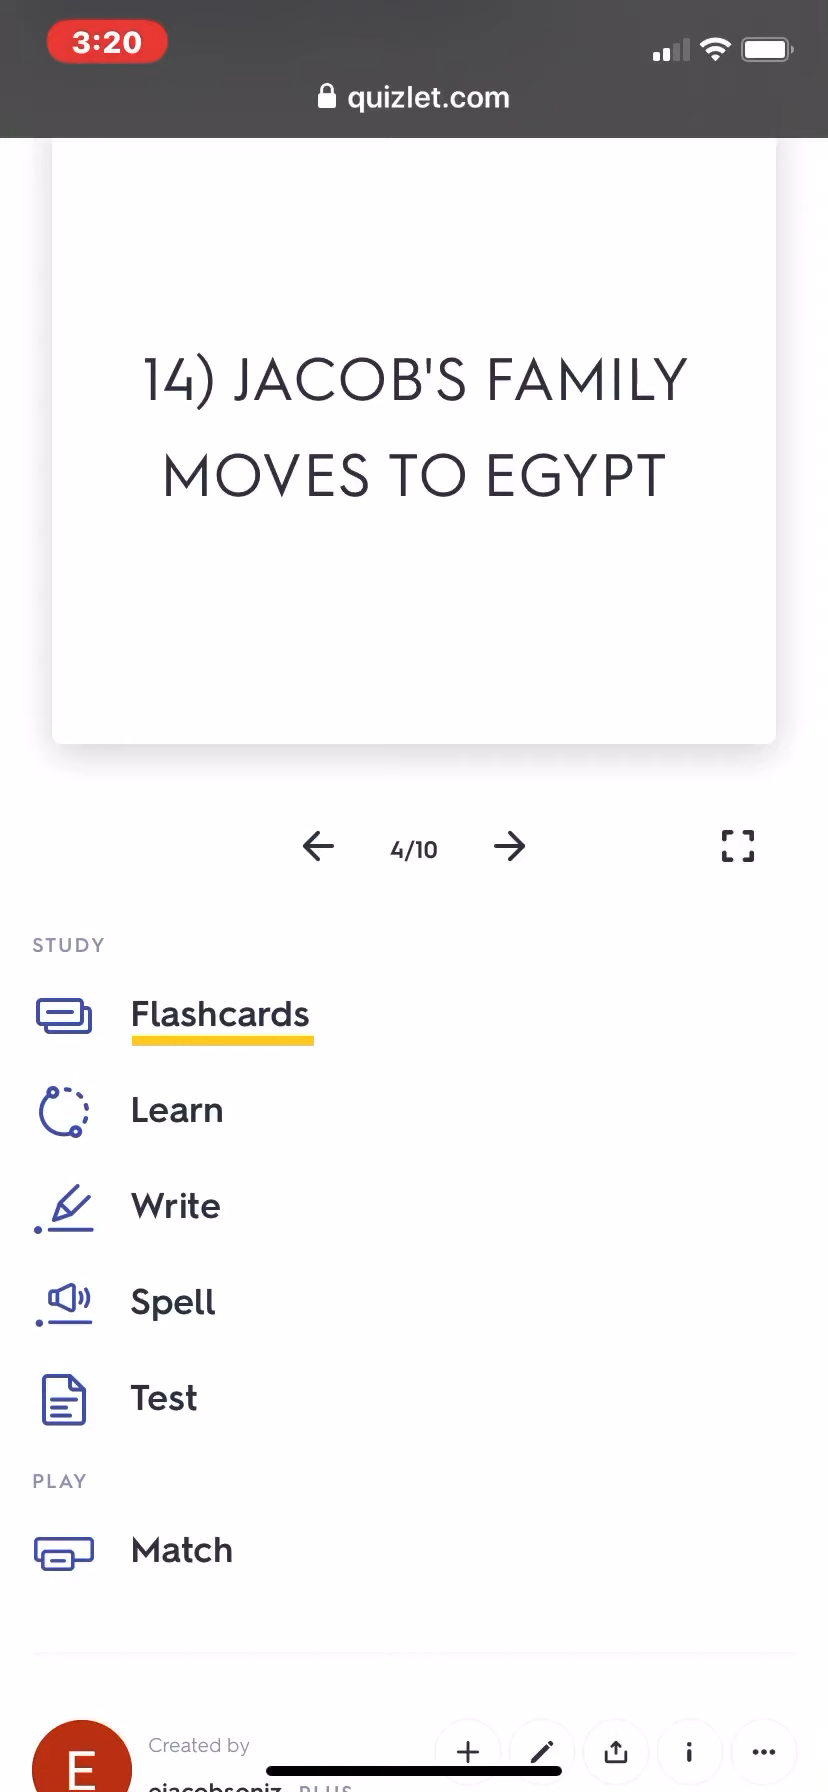 3:20
quizlet.com
14) JACOB'S FAMILY
MOVES TO EGYPT
4/10
STUDY
Flashcards
Learn
Write
Spell
Test
PLAY
Match
E
Created by
PLUS